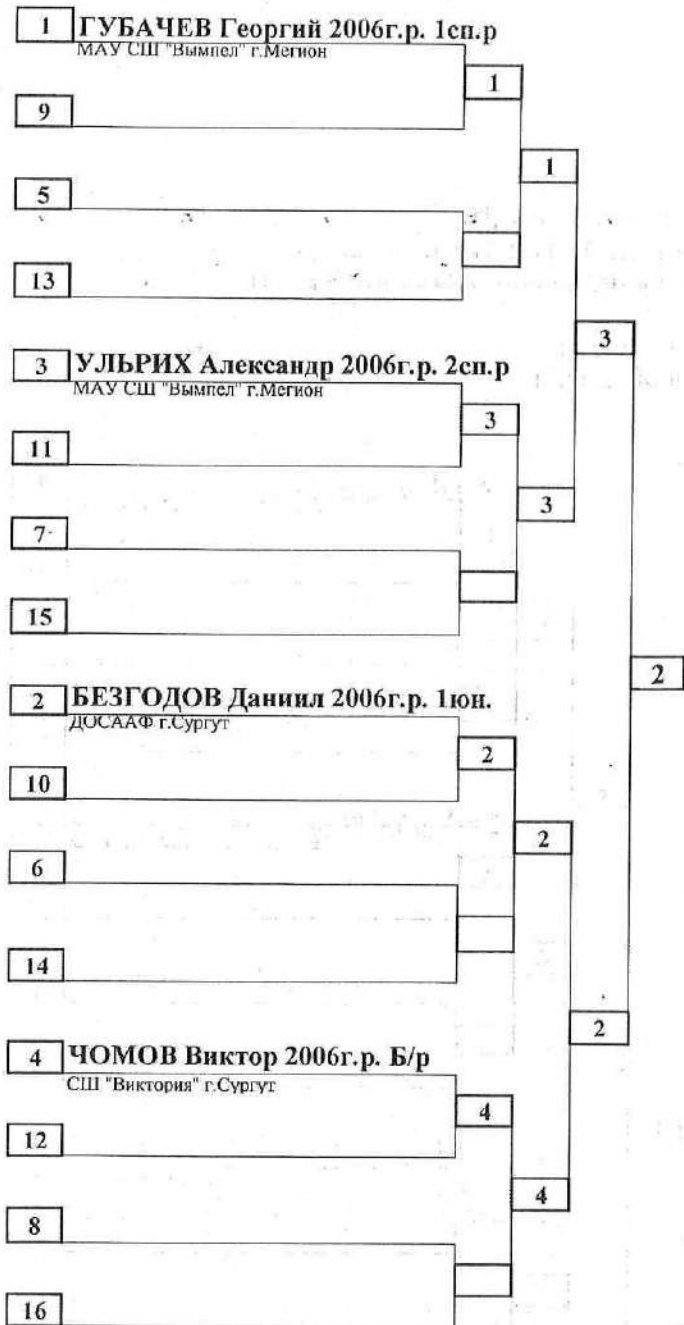 1 ГУБАЧЕВ Георгий 2006г.р. 1сп.р
МАУ СШ "Вымпел" г.Мегион
1
9
1
5
13
3
3 УЛЬРИХ Александр 2006г.р. 2сп.р
МАУ СШ "Вымпел" г.Мегион
3
11
3
7
15
2
2 БЕЗГОДОВ Даниил 2006г.р. 1юн.
ДОСААФ г.Сургут
2
10
2
6
14
2
4 ЧОМОВ Виктор 2006г.р. Б/р
СШ "Виктория" г.Сургут
4
12
4
8
16